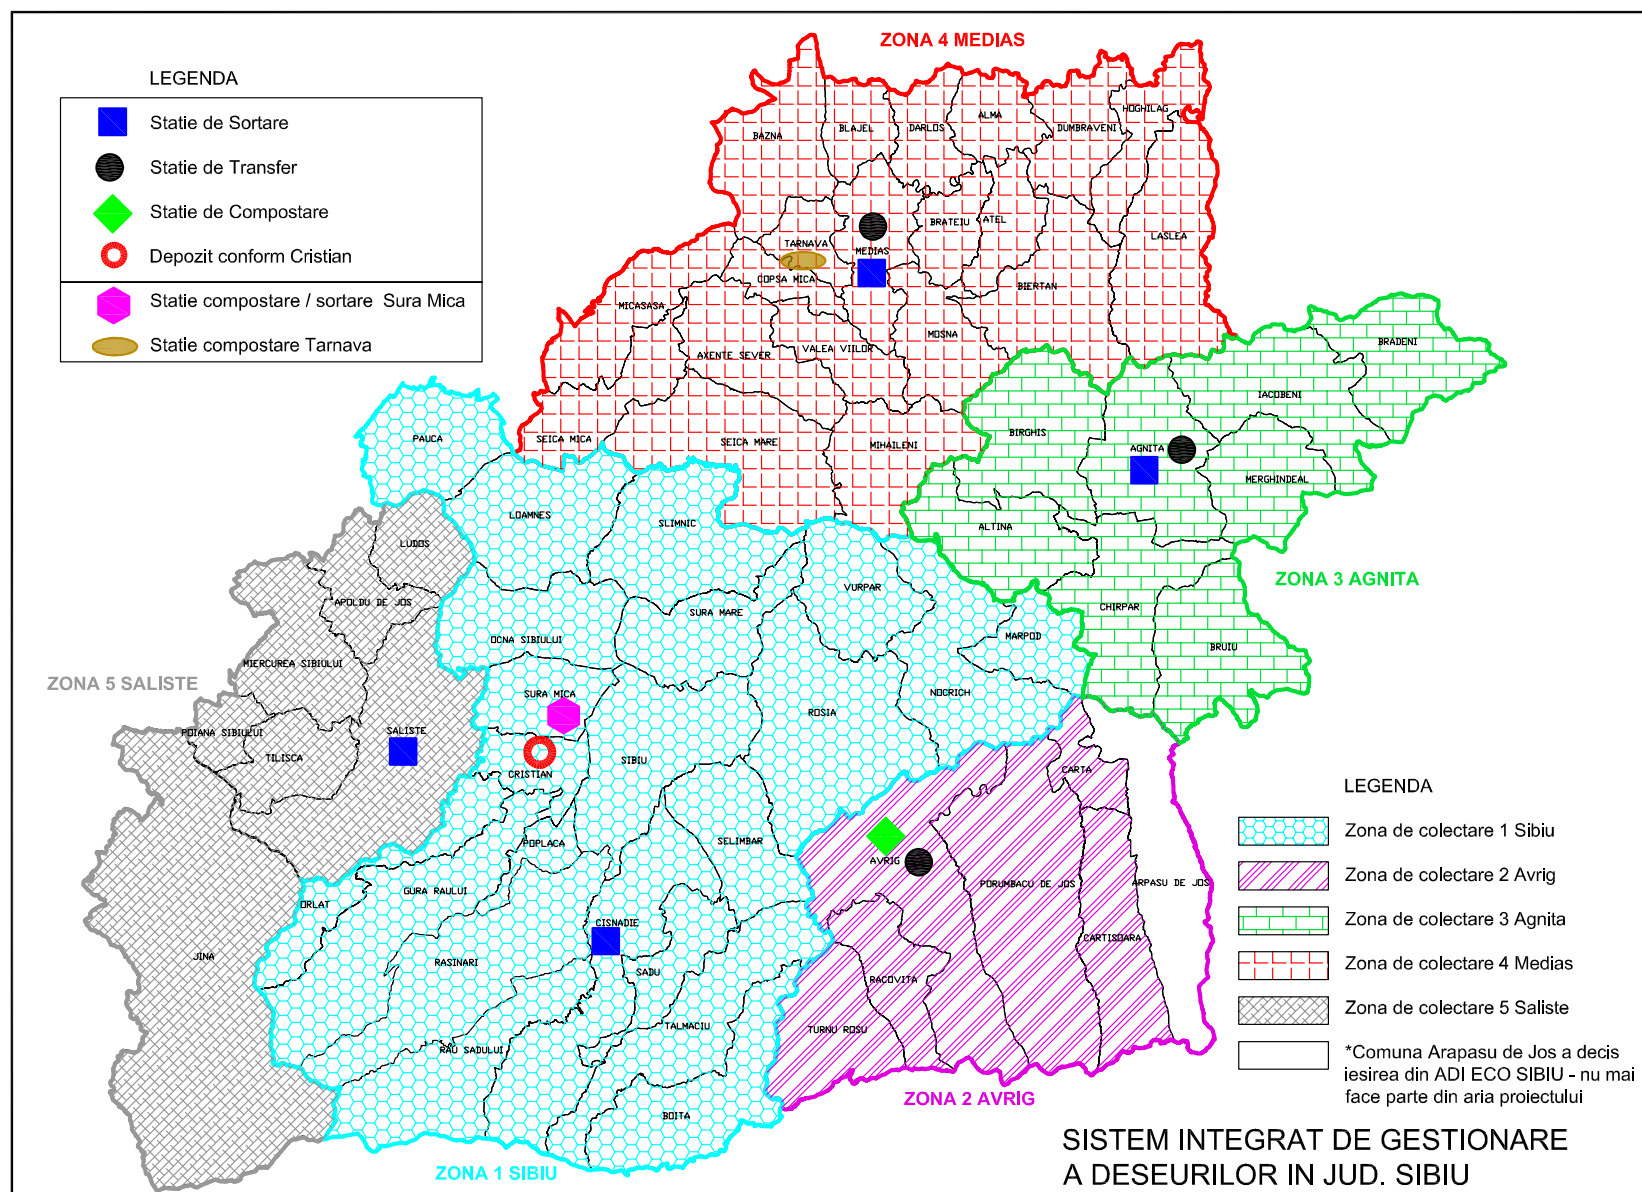 ZONA 4 MEDIAS
LEGENDA
Statie de Sortare
Statie de Transfer
Statie de Compostare
Depozit conform Cristian
Statie compostare / sortare Sura Mica
Statie compostare Tarnava
HOGHILAG
ALMA
BAZNA
BLAJEL
DARLOS
DUMBRAVENI
BRATEIU
ATEL
LASLEA
TARNAVA
MEDIAS
COPSA MICA
BIERTAN
MICASASA
MOSNA
AXENTE SEVER
VALEA VIILOR
BRADENI
IACOBENI
PAUCA
SEICA MICA
SEICA MARE
MIHAILENI
BIRGHIS
AGNITA
MERGHINDEAL
LOAMNES
SLIMNIC
ALTINA
LUDOS
ZONA 3 AGNITA
VURPAR
APOLDU DE JOS
SURA MARE
CHIRPAR
OCNA SIBIULUI
MARPOD
BRUIU
MIERCUREA SIBIULUI
ZONA 5 SALISTE
SURA MICA
NOCRICH
ROSIA
POIANA SIBIULUI
SALISTE
TILISCA
SIBIU
CRISTIAN
CARTA
LEGENDA
Zona de colectare 1 Sibiu
POPLACA
SELIMBAR
AVRIG
Zona de colectare 2 Avrig
GURA RAULUI
PORUMBACU DE JOS
ARPASU DE JOS
ORLAT
Zona de colectare 3 Agnita
CISNADIE
CARTISOARA
JINA
RASINARI
SADU
RACOVITA
Zona de colectare 4 Medias
Zona de colectare 5 Saliste
TALMACIU
TURNU ROSU
RAU SADULUI
*Comuna Arapasu de Jos a decis
iesirea din ADI ECO SIBIU - nu mai
face parte din aria proiectului
ZONA 2 AVRIG
BOITA
ZONA 1 SIBIU
SISTEM INTEGRAT DE GESTIONARE
A DESEURILOR IN JUD. SIBIU